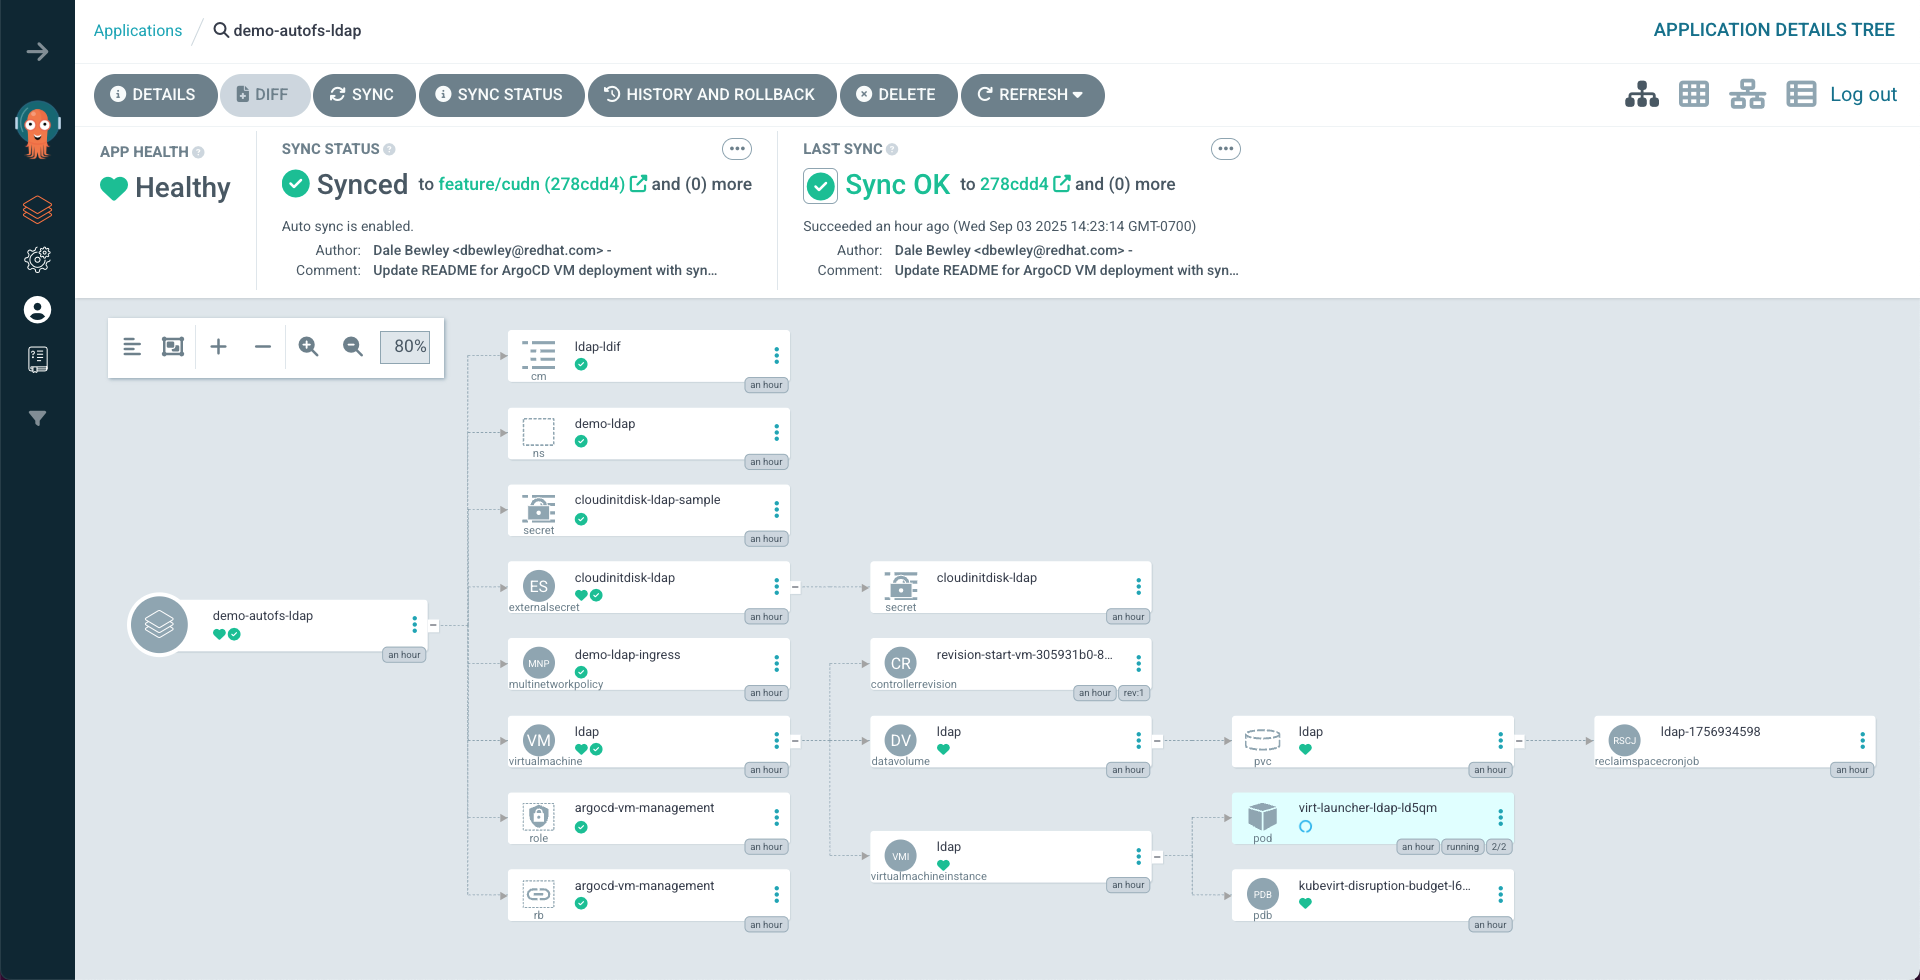 Applications
demo-autofs-ldap
APPLICATION DETAILS TREE
DETAILS
DIFF
SYNC
SYNC STATUS
HISTORY AND ROLLBACK
DELETE
REFRESH
Log out
APP HEALTH
Healthy
SYNC STATUS
Synced to feature/cudn (278cdd4) and (0) more
Auto sync is enabled.
Author: Dale Bewley <dbewley@redhat.com> -
Comment: Update README for ArgoCD VM deployment with syn...
LAST SYNC
Sync OK to 278cdd4 and (0) more
Succeeded an hour ago (Wed Sep 03 2025 14:23:14 GMT-0700)
Author: Dale Bewley <dbewley@redhat.com> -
Comment: Update README for ArgoCD VM deployment with syn...
80%
demo-autofs-ldap
an hour
ldap-ldif
cm
an hour
demo-ldap
ns
an hour
cloudinitdisk-ldap-sample
secret
an hour
ES
cloudinitdisk-ldap
externalsecret
an hour
cloudinitdisk-ldap
secret
an hour
MNP
demo-ldap-ingress
multinetworkpolicy
an hour
CR
revision-start-vm-305931b0-8...
controllerrevision
an hour
rev:1
VM
ldap
virtualmachine
an hour
DV
ldap
datavolume
an hour
ldap
pvc
an hour
RSCJ
ldap-1756934598
reclaimspacecronjob
an hour
argocd-vm-management
role
an hour
VMI
ldap
virtualmachineinstance
an hour
virt-launcher-ldap-ld5qm
pod
an hour
running
2/2
argocd-vm-management
rb
an hour
PDB
kubevirt-disruption-budget-l6...
pdb
an hour